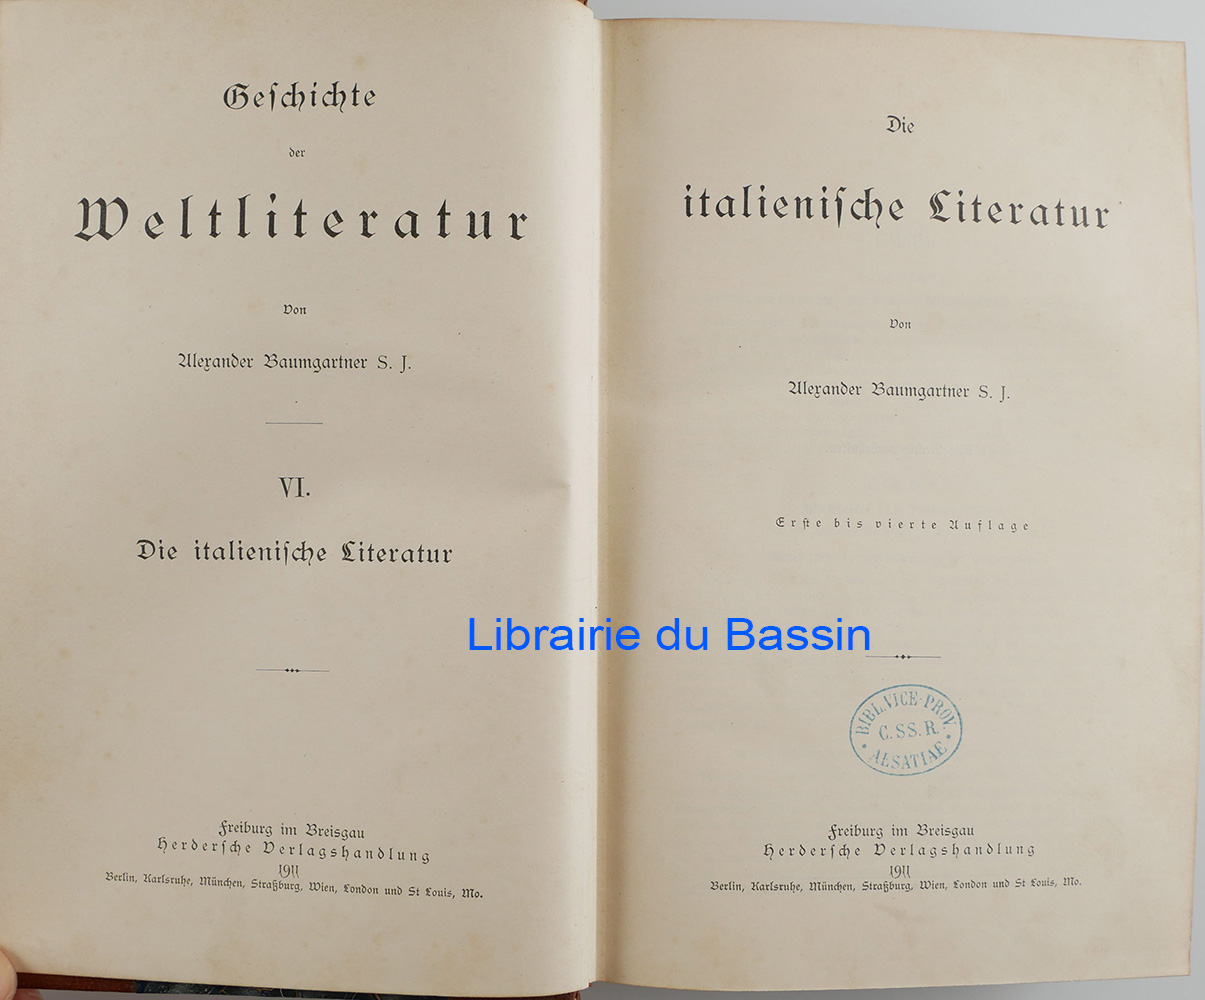 Geſchichte
der
Weltliteratur
Von
Alexander Baumgartner S. J.
VI.
Die italieniſche Literatur
Freiburg im Breisgau
Herderſche Verlagshandlung
1911
Berlin, Karlsruhe, München, Straßburg, Wien, London und St Louis, Mo.
Die
italieniſche Literatur
Von
Alexander Baumgartner S. J.
Erſte bis vierte Auflage
Librairie du Bassin
BIBL. VICE-PROV.
C. SS. R.
ALSATIAE
Freiburg im Breisgau
Herderſche Verlagshandlung
1911
Berlin, Karlsruhe, München, Straßburg, Wien, London und St Louis, Mo.